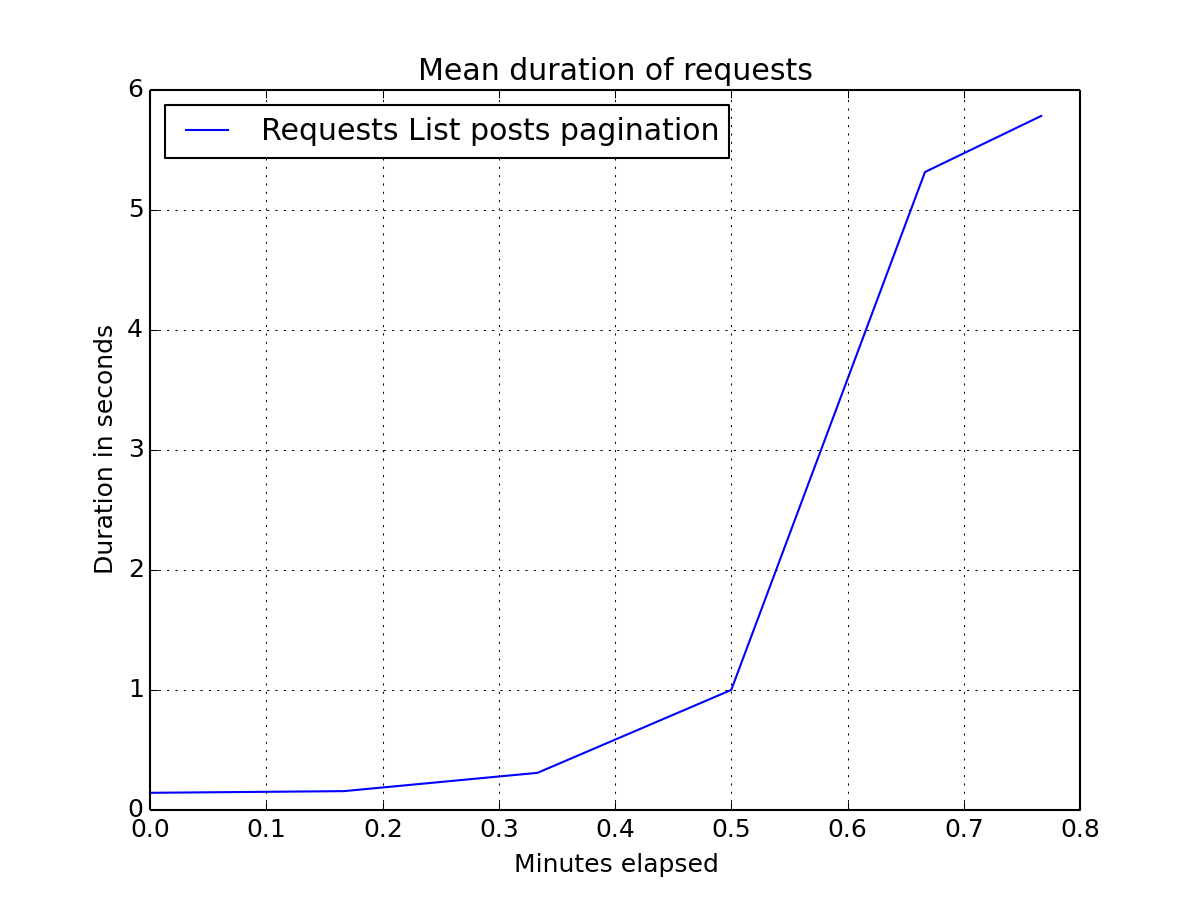 Mean duration of requests
Requests List posts pagination
6
5
4
3
2
1
0
Duration in seconds
0.0 0.1 0.2 0.3 0.4 0.5 0.6 0.7 0.8
Minutes elapsed